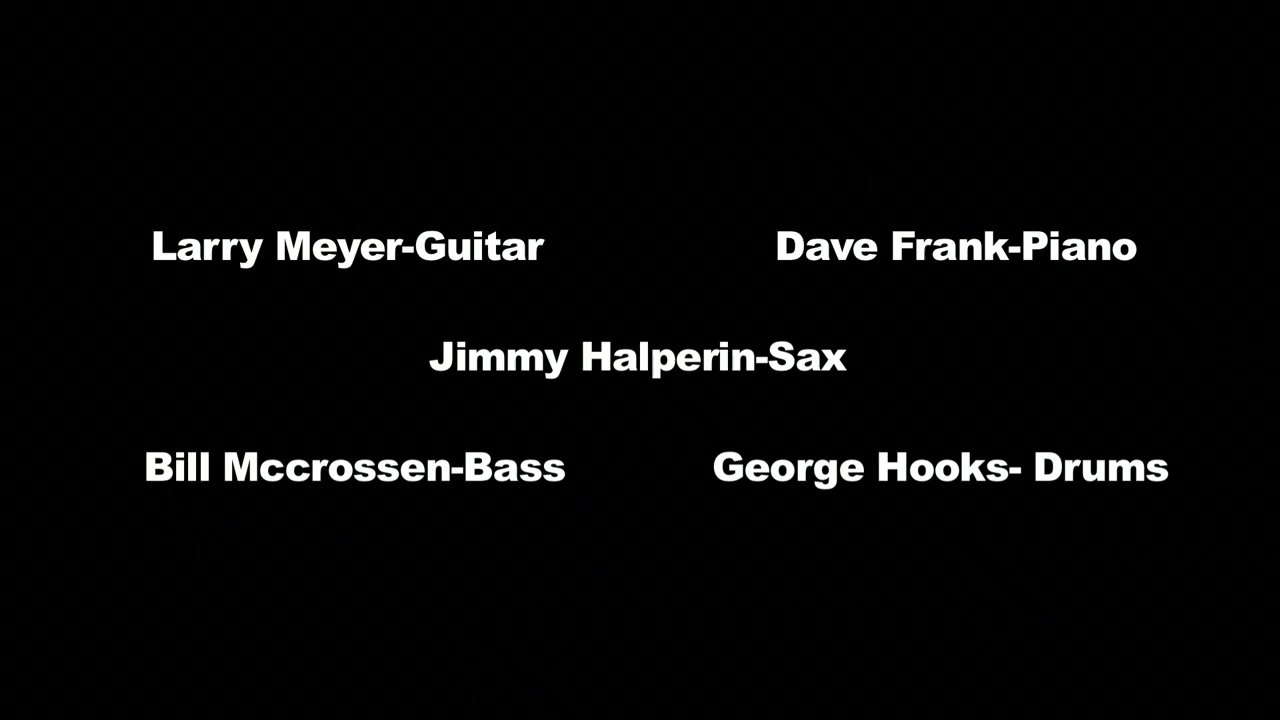 Larry Meyer-Guitar
Dave Frank-Piano
Jimmy Halperin-Sax
Bill Mccrossen-Bass
George Hooks- Drums